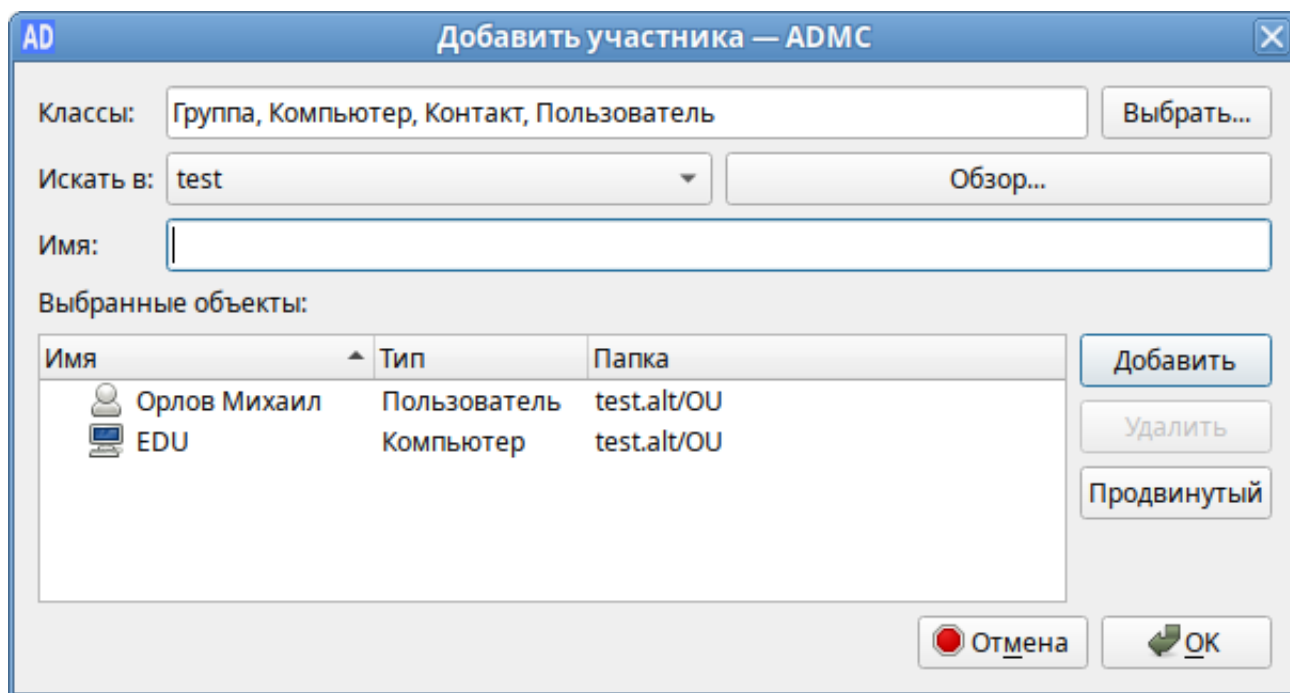 AD Добавить участника — ADMC
Классы: Группа, Компьютер, Контакт, Пользователь Выбрать...
Искать в: test Обзор...
Имя:
Выбранные объекты:
Имя Тип Папка Добавить
Орлов Михаил Пользователь test.alt/OU
EDU Компьютер test.alt/OU Удалить
Продвинутый
Отмена OK